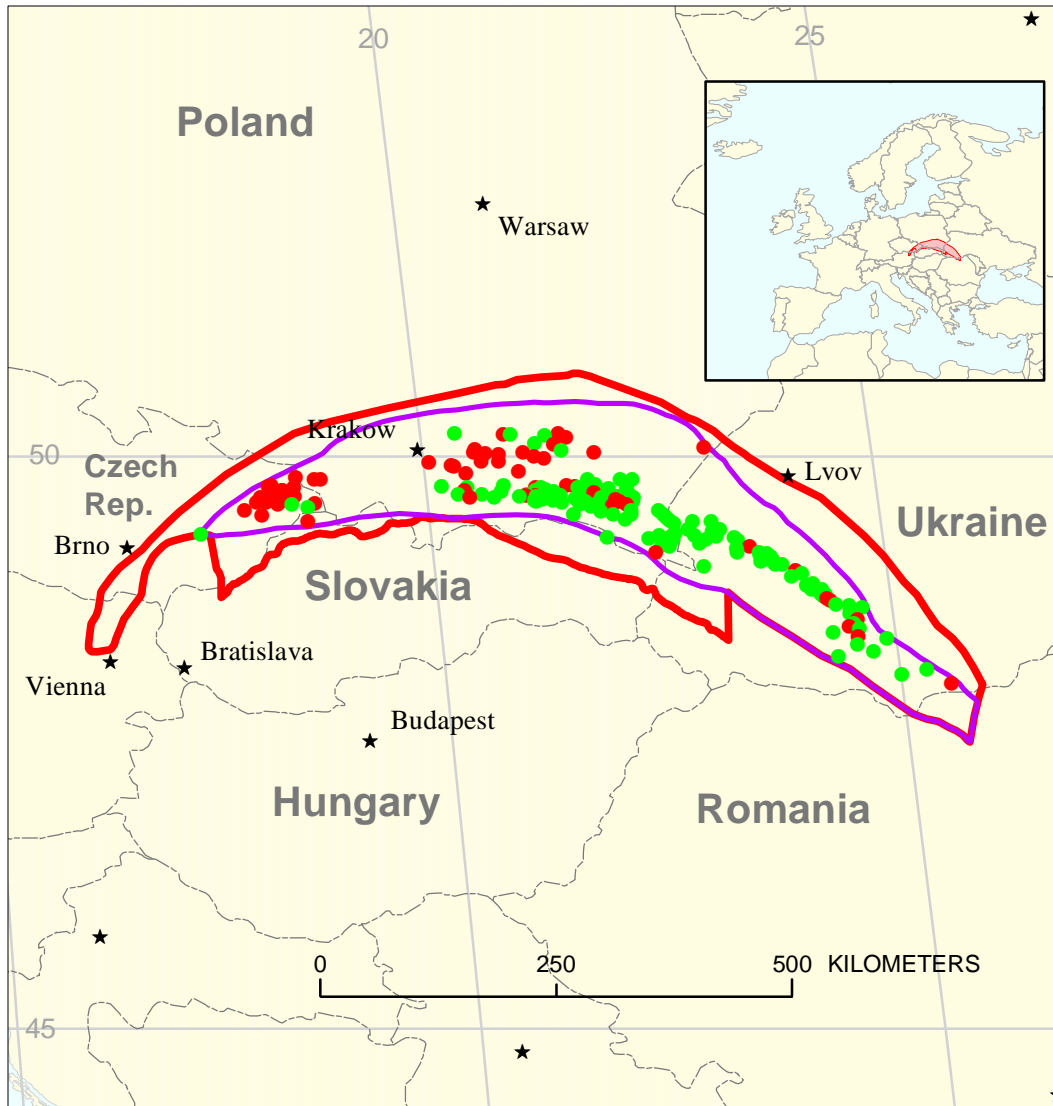 20
25
Poland
Warsaw
Krakow
50
Czech
Rep.
Lvov
Ukraine
Brno
Slovakia
Bratislava
Vienna
Budapest
Hungary
Romania
0
250
500 KILOMETERS
45